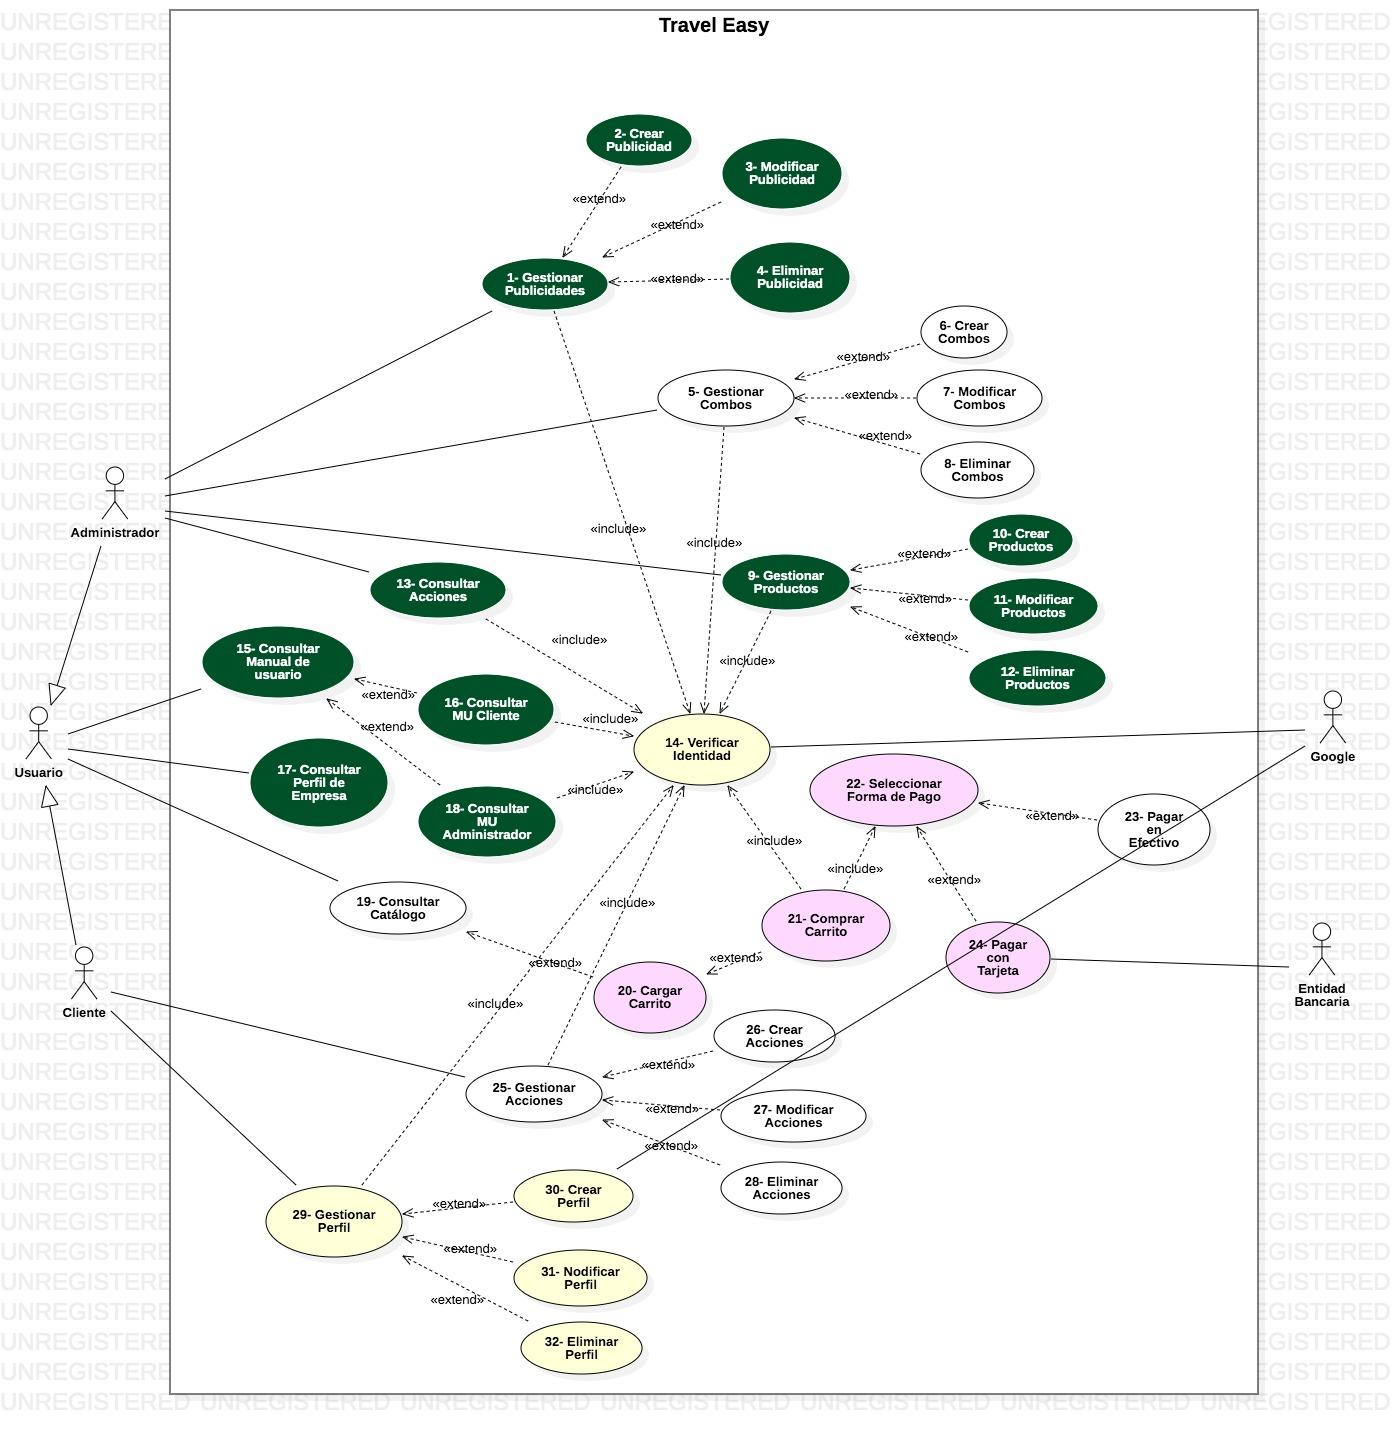 Travel Easy
2- Crear
Publicidad
3- Modificar
Publicidad
«extend»
«extend»
1- Gestionar
Publicidades
«extend»
4- Eliminar
Publicidad
6- Crear
Combos
«extend»
5- Gestionar
Combos
«extend»
7- Modificar
Combos
«extend»
8- Eliminar
Combos
Administrador
«include»
«include»
10- Crear
Productos
«extend»
13- Consultar
Acciones
9- Gestionar
Productos
«extend»
11- Modificar
Productos
«extend»
«include»
«include»
12- Eliminar
Productos
15- Consultar
Manual de
usuario
«extend»
16- Consultar
MU Cliente
«include»
«extend»
14- Verificar
Identidad
Google
Usuario
17- Consultar
Perfil de
Empresa
18- Consultar
MU
Administrador
«include»
22- Seleccionar
Forma de Pago
«extend»
23- Pagar
en
Efectivo
«include»
«include»
«extend»
19- Consultar
Catálogo
«include»
21- Comprar
Carrito
24- Pagar
con
Tarjeta
Entidad
Bancaria
«extend»
«extend»
20- Cargar
Carrito
Cliente
«include»
26- Crear
Acciones
«extend»
25- Gestionar
Acciones
«extend»
27- Modificar
Acciones
«extend»
28- Eliminar
Acciones
29- Gestionar
Perfil
«extend»
30- Crear
Perfil
«extend»
31- Nodificar
Perfil
«extend»
32- Eliminar
Perfil
UNREGISTERED UNREGISTERED UNREGISTERED UNREGISTERED UNREGISTERED UNREGISTERED UNREGISTERED